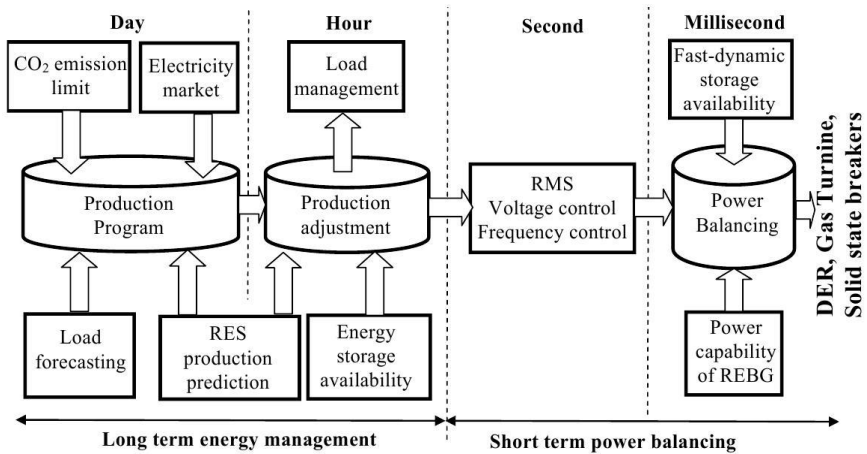 Day
Hour
Second
Millisecond
CO₂ emission
limit
Electricity
market
Load
management
Fast-dynamic
storage
availability
Production
Program
Production
adjustment
RMS
Voltage control
Frequency control
Power
Balancing
DER, Gas Turnine,
Solid state breakers
Load
forecasting
RES
production
prediction
Energy
storage
availability
Power
capability
of REBG
Long term energy management
Short term power balancing